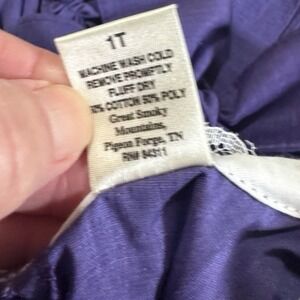 1T
MACHINE WASH COLD
REMOVE PROMPTLY
FLUFF DRY
50% COTTON 50% POLY
Great Smoky
Mountains,
Pigeon Forge, TN
RN# 84311